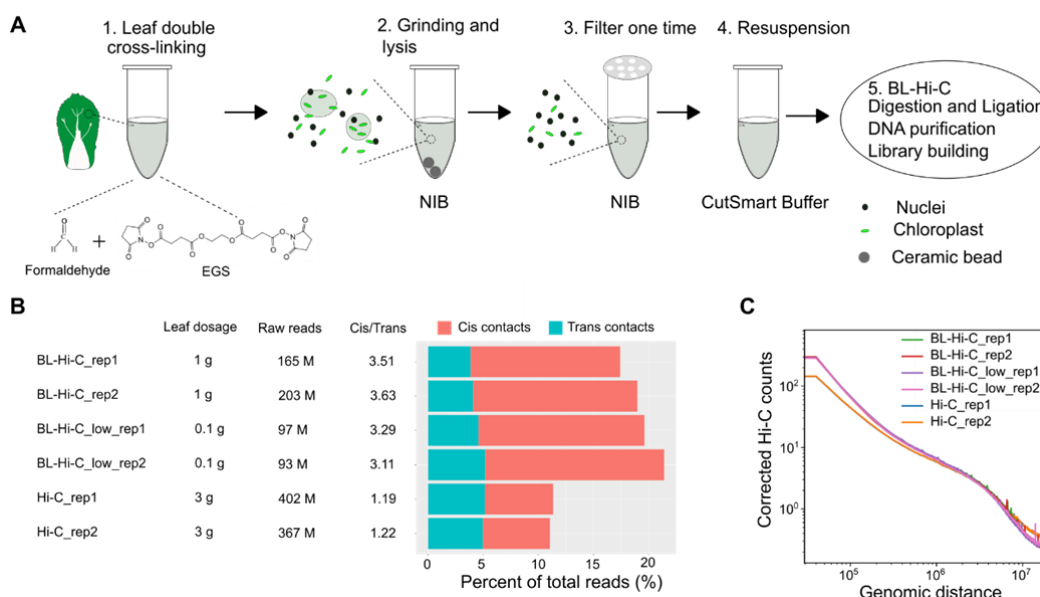 A
1. Leaf double
cross-linking
2. Grinding and
lysis
3. Filter one time
4. Resuspension
5. BL-Hi-C
Digestion and Ligation
DNA purification
Library building
NIB
NIB
CutSmart Buffer
Nuclei
Chloroplast
Ceramic bead
O
C
H H
+
O O O O O O O O
N N
Formaldehyde
EGS
B
Leaf dosage Raw reads Cis/Trans Cis contacts Trans contacts
BL-Hi-C_rep1 1 g 165 M 3.51
BL-Hi-C_rep2 1 g 203 M 3.63
BL-Hi-C_low_rep1 0.1 g 97 M 3.29
BL-Hi-C_low_rep2 0.1 g 93 M 3.11
Hi-C_rep1 3 g 402 M 1.19
Hi-C_rep2 3 g 367 M 1.22
0 5 10 15 20
Percent of total reads (%)
C
BL-Hi-C_rep1
BL-Hi-C_rep2
BL-Hi-C_low_rep1
BL-Hi-C_low_rep2
Hi-C_rep1
Hi-C_rep2
Corrected Hi-C counts
10²
10¹
10⁰
10⁵ 10⁶ 10⁷
Genomic distance